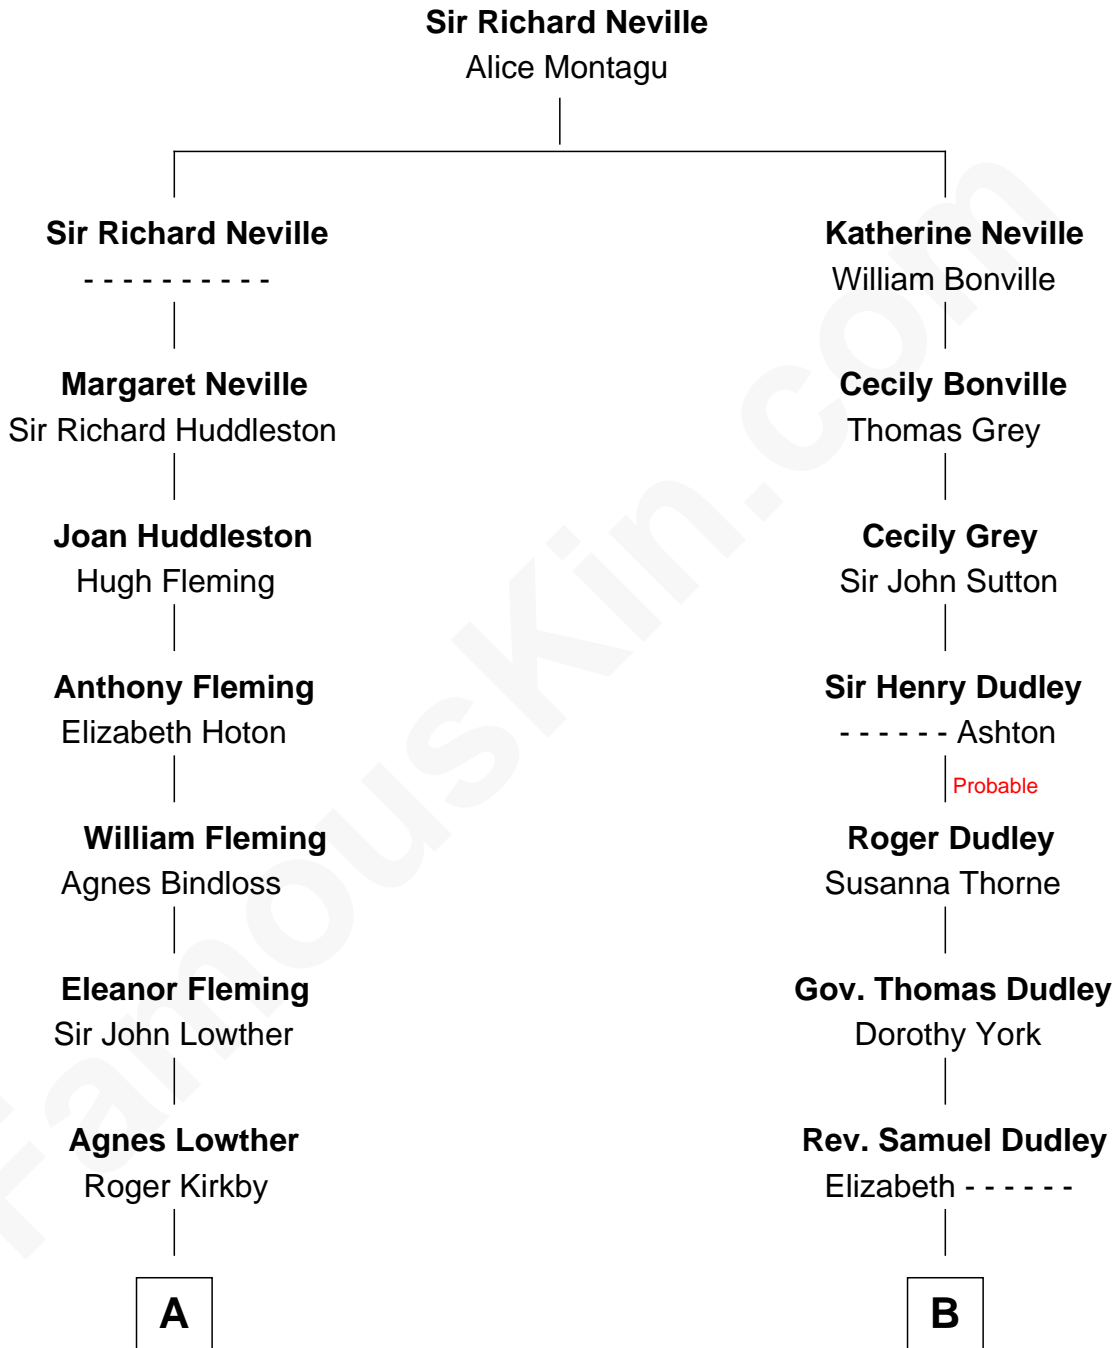 Sir Richard Neville
Alice Montagu
Sir Richard Neville
- - - - - - - - - -
Margaret Neville
Sir Richard Huddleston
Joan Huddleston
Hugh Fleming
Anthony Fleming
Elizabeth Hoton
William Fleming
Agnes Bindloss
Eleanor Fleming
Sir John Lowther
Agnes Lowther
Roger Kirkby
A
Katherine Neville
William Bonville
Cecily Bonville
Thomas Grey
Cecily Grey
Sir John Sutton
Sir Henry Dudley
- - - - - - Ashton
Probable
Roger Dudley
Susanna Thorne
Gov. Thomas Dudley
Dorothy York
Rev. Samuel Dudley
Elizabeth - - - - - -
B
FamousKin.com